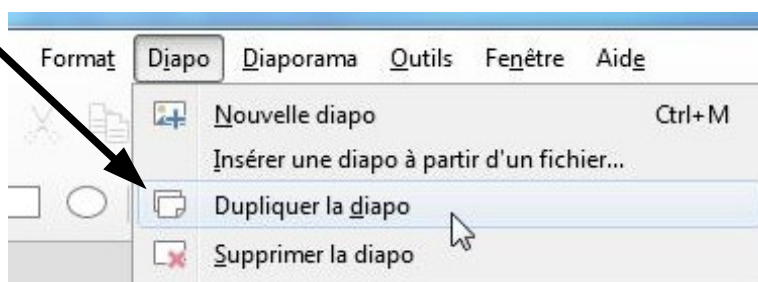 Format Diapo Diaporama Outils Fenêtre Aide
Nouvelle diapo Ctrl+M
Insérer une diapo à partir d'un fichier...
Dupliquer la diapo
Supprimer la diapo